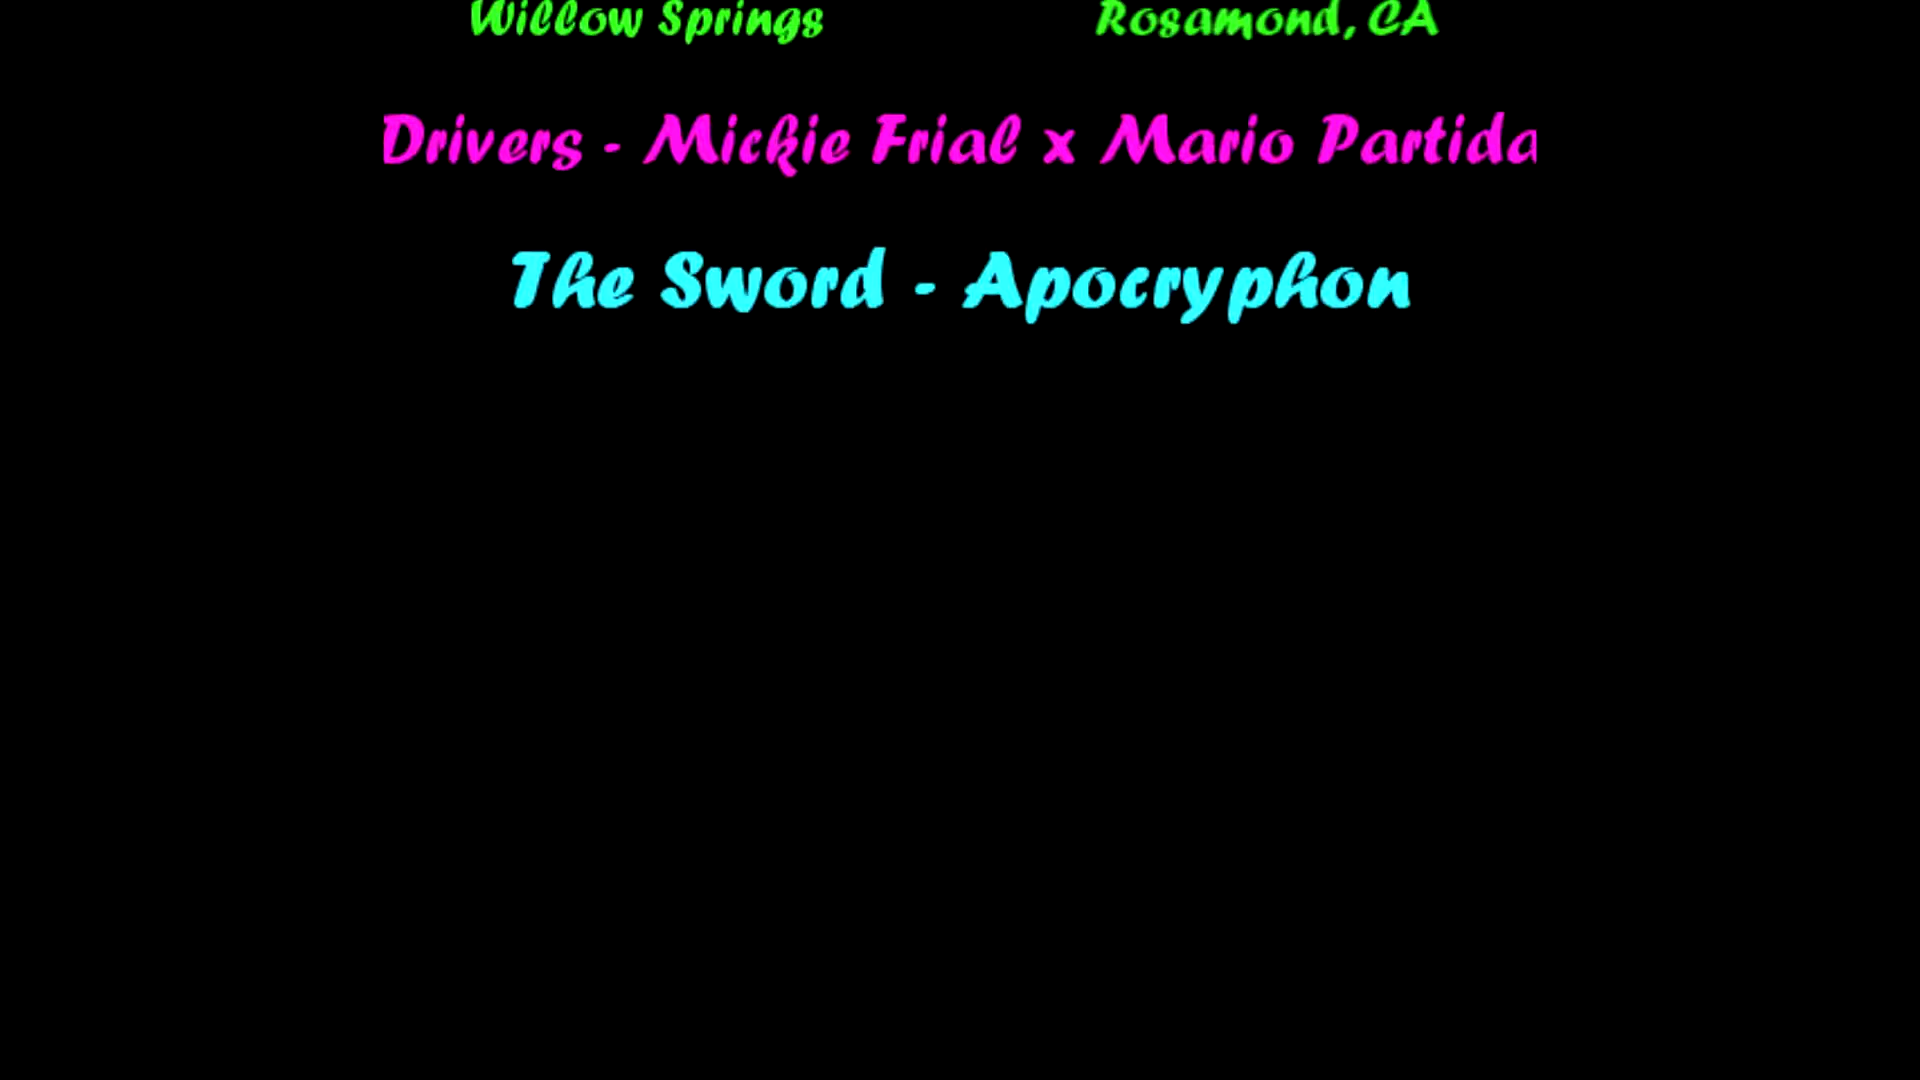 Willow Springs Rosamond, CA
Drivers - Mickie Frial x Mario Partida
The Sword - Apocryphon